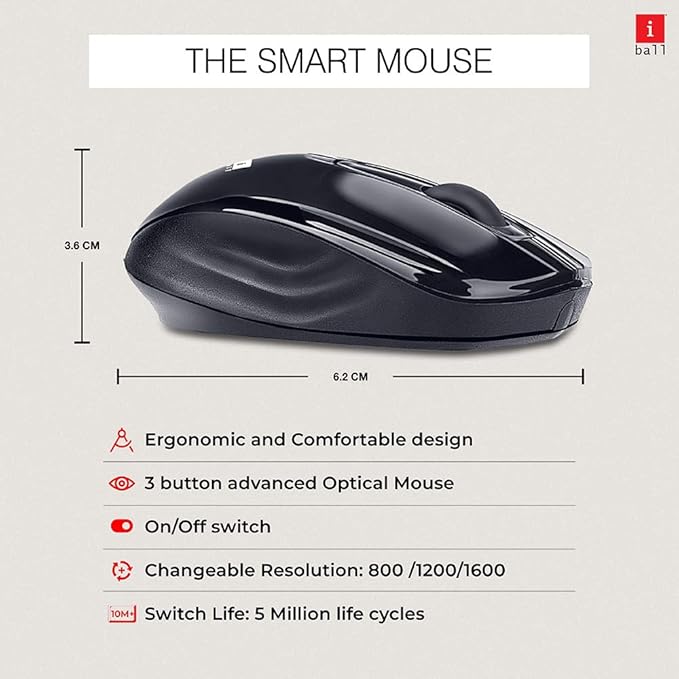 i
ball
THE SMART MOUSE
3.6 CM
6.2 CM
Ergonomic and Comfortable design
3 button advanced Optical Mouse
On/Off switch
Changeable Resolution: 800 /1200/1600
10M+
Switch Life: 5 Million life cycles